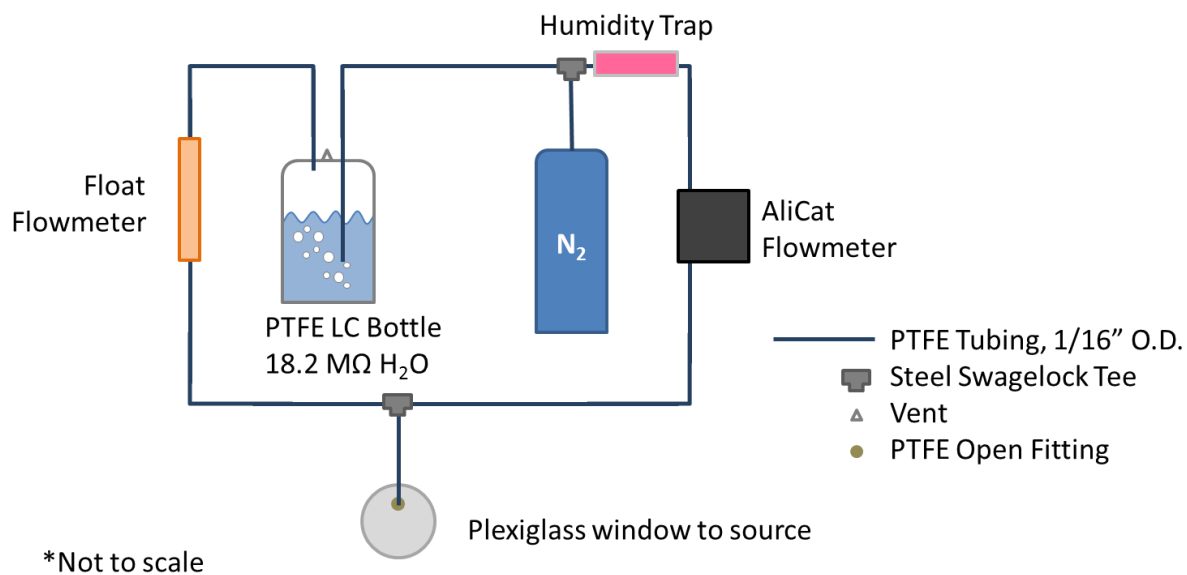 Humidity Trap
Float
Flowmeter
N₂
AliCat
Flowmeter
PTFE LC Bottle
18.2 MΩ H₂O
PTFE Tubing, 1/16” O.D.
Steel Swagelock Tee
Vent
PTFE Open Fitting
Plexiglass window to source
*Not to scale